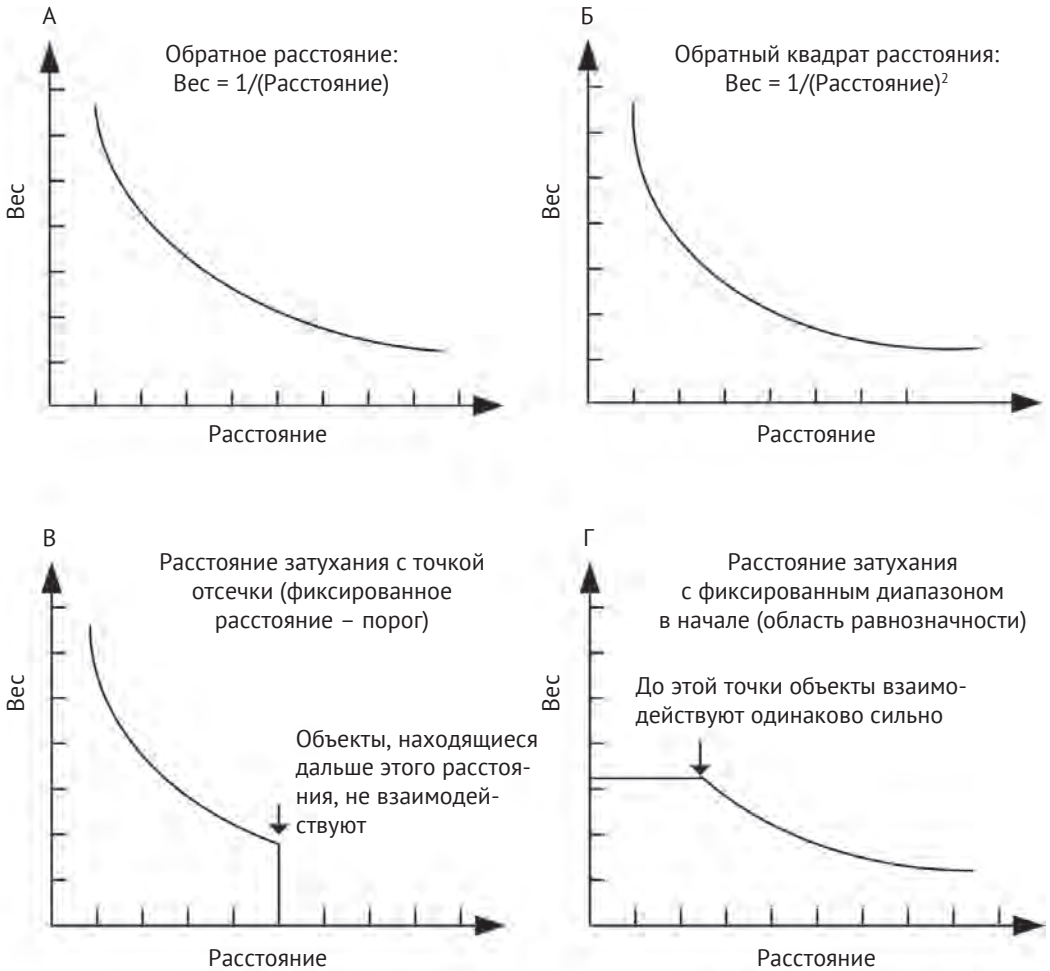 А
Обратное расстояние:
Вес = 1/(Расстояние)
Вес
Расстояние
Б
Обратный квадрат расстояния:
Вес = 1/(Расстояние)²
Вес
Расстояние
В
Расстояние затухания с точкой
отсечки (фиксированное
расстояние – порог)
Объекты, находящиеся
дальше этого расстоя-
ния, не взаимодей-
ствуют
Вес
Расстояние
Г
Расстояние затухания
с фиксированным диапазоном
в начале (область равнозначности)
До этой точки объекты взаимо-
действуют одинаково сильно
Вес
Расстояние